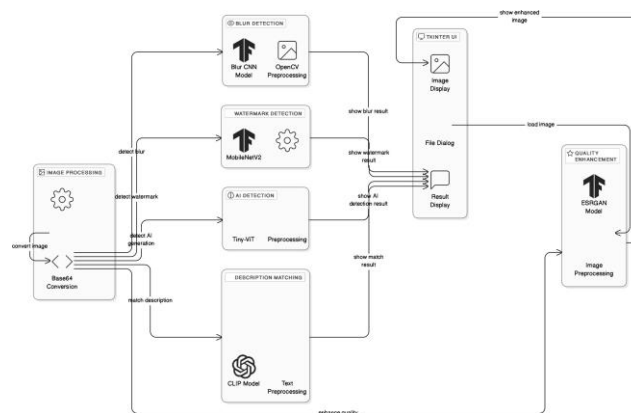 show enhanced
image
BLUR DETECTION
Blur CNN
Model
OpenCV
Preprocessing
TKINTER UI
Image
Display
File Dialog
Result
Display
show blur result
load image
WATERMARK DETECTION
MobileNetV2
detect blur
show watermark
result
QUALITY
ENHANCEMENT
ESRGAN
Model
Image
Preprocessing
IMAGE PROCESSING
detect watermark
AI DETECTION
Tiny-VIT
Preprocessing
show AI
detection result
detect AI
generation
convert image
Base64
Conversion
show match
result
match description
DESCRIPTION MATCHING
CLIP Model
Text
Preprocessing
enhance quality